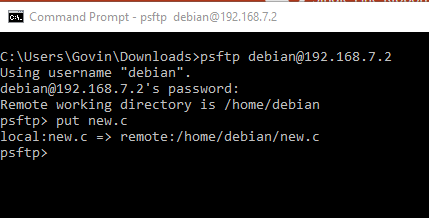 Command Prompt - psftp debian@192.168.7.2
C:\Users\Govin\Downloads>psftp debian@192.168.7.2
Using username "debian".
debian@192.168.7.2's password:
Remote working directory is /home/debian
psftp> put new.c
local:new.c => remote:/home/debian/new.c
psftp>